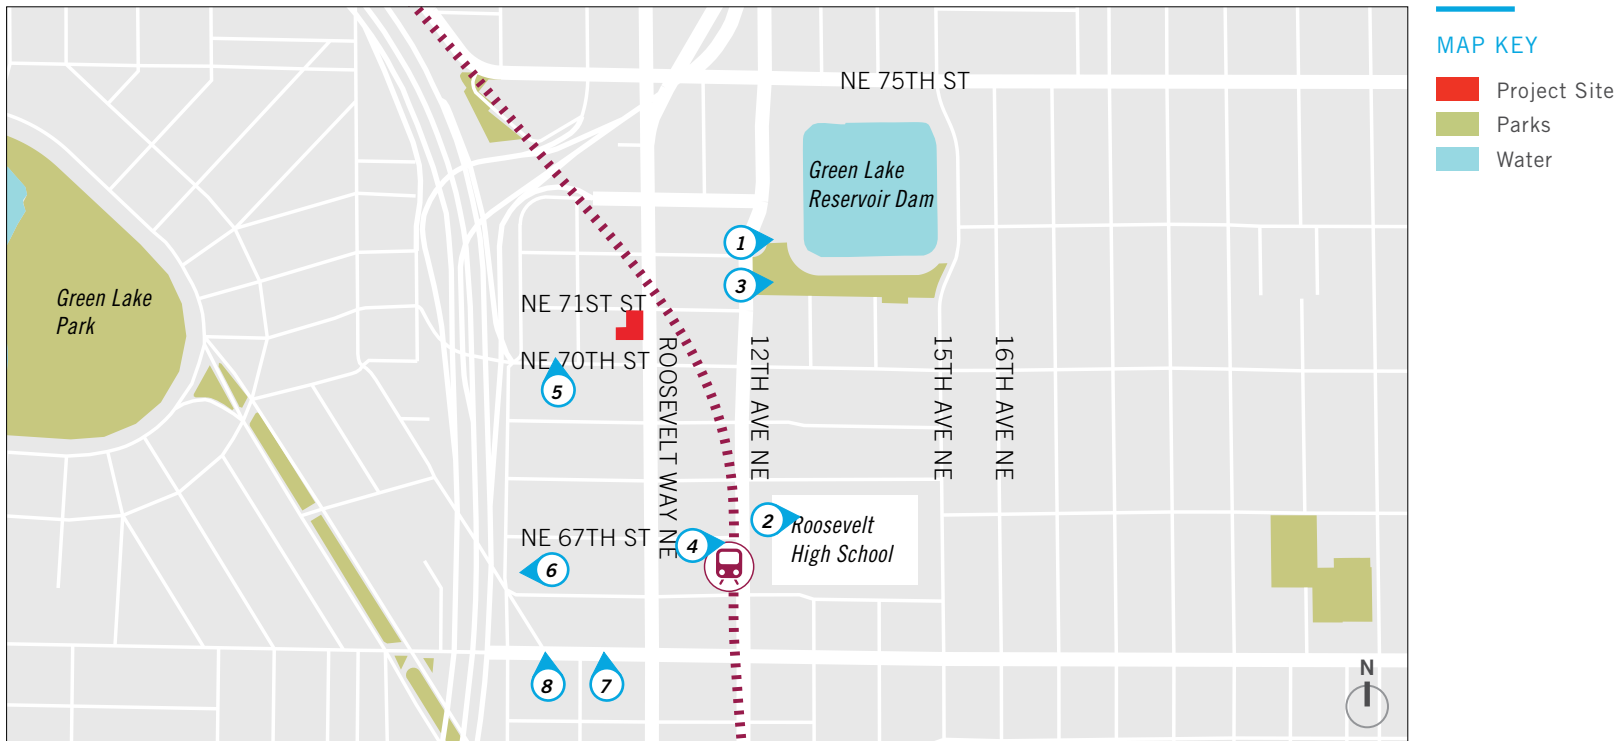 MAP KEY
Project Site
Parks
Water
NE 75TH ST
Green Lake
Reservoir Dam
1
3
Green Lake
Park
NE 71ST ST
NE 70TH ST
5
ROOSEVELT WAY NE
12TH AVE NE
15TH AVE NE
16TH AVE NE
2
Roosevelt
High School
NE 67TH ST
4
6
8
7
N